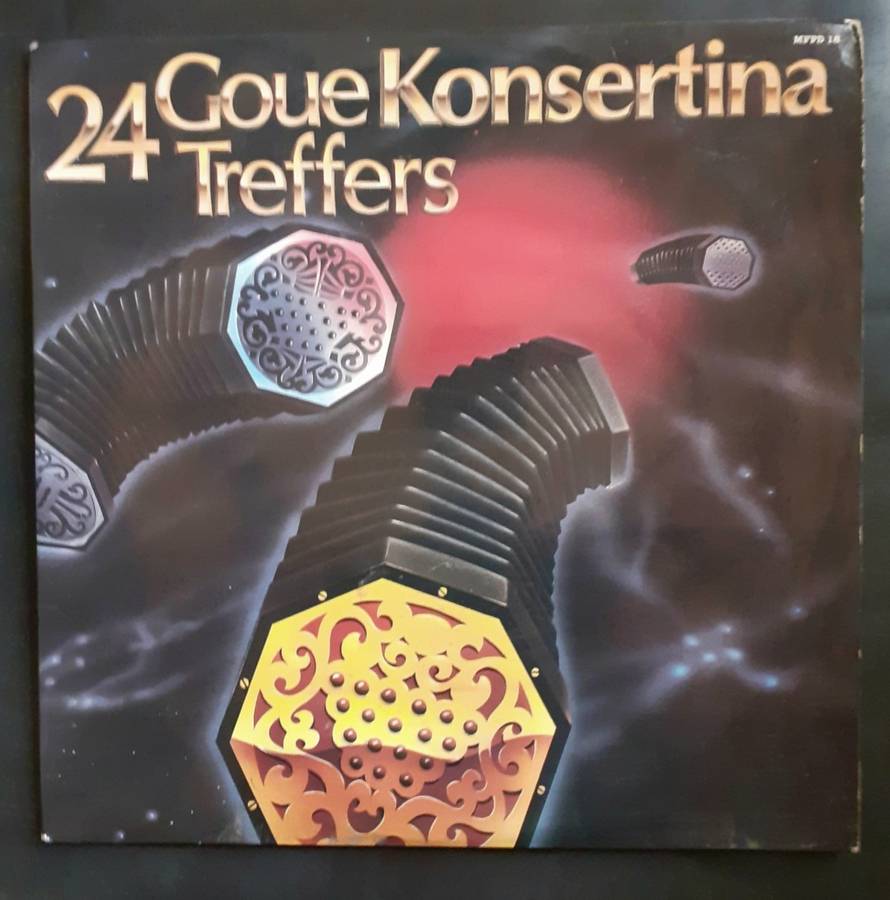 MFPD 18
24 Goue Konsertina
Treffers